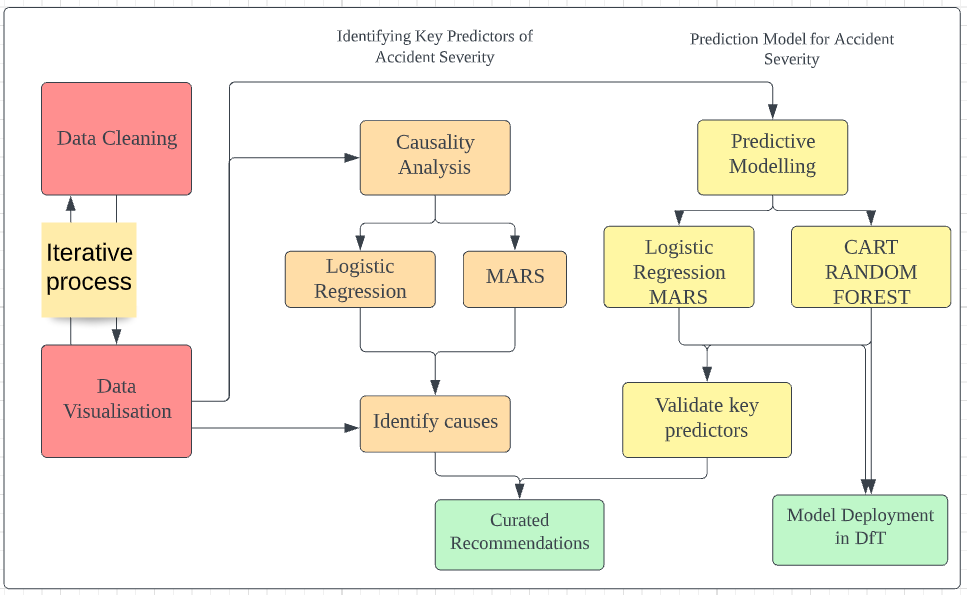 Identifying Key Predictors of
Accident Severity
Prediction Model for Accident
Severity
Data Cleaning
Iterative
process
Data
Visualisation
Causality
Analysis
Logistic
Regression
MARS
Identify causes
Predictive
Modelling
Logistic
Regression
MARS
CART
RANDOM
FOREST
Validate key
predictors
Curated
Recommendations
Model Deployment
in DfT